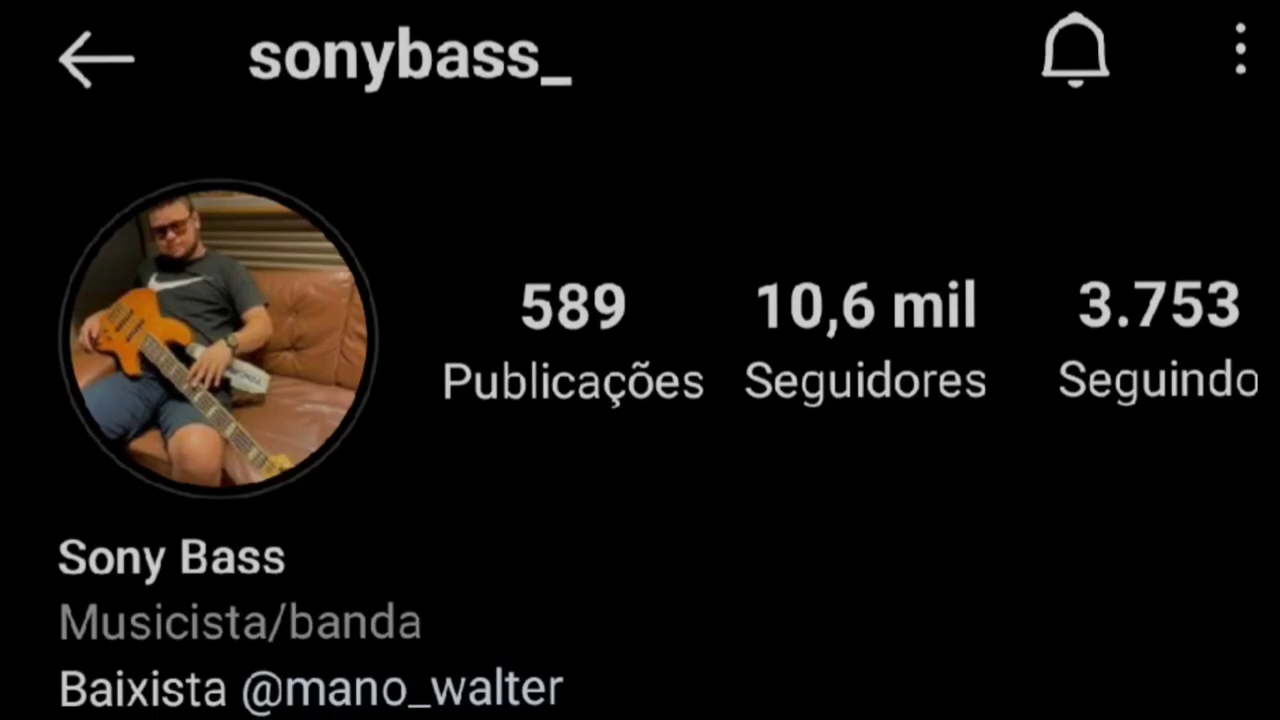 sonybass_
589
10,6 mil
3.753
Publicações
Seguidores
Seguindo
Sony Bass
Musicista/banda
Baixista @mano_walter